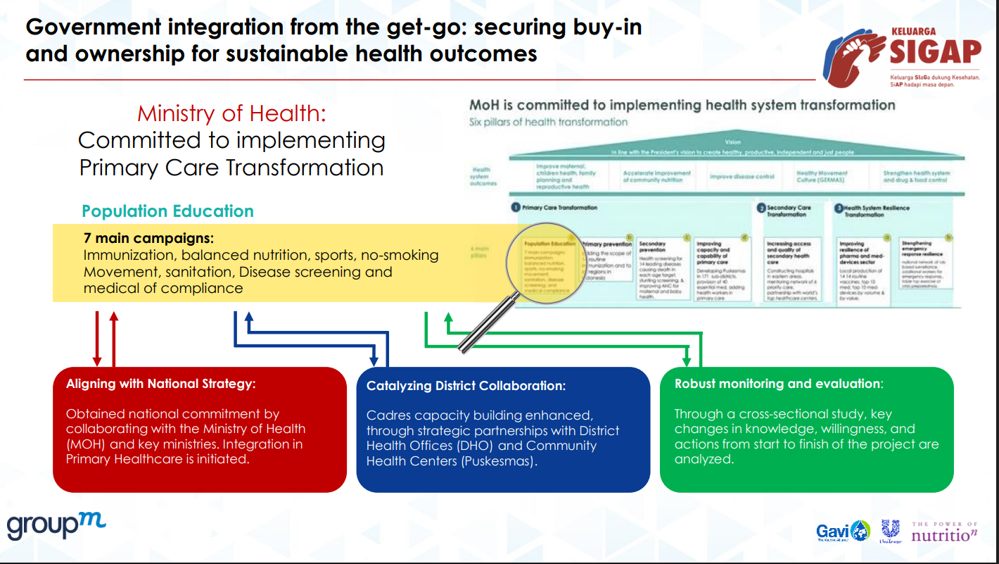 Government integration from the get-go: securing buy-in
and ownership for sustainable health outcomes
KELUARGA
SIGAP
Keluarga SIaGa dukung Kesehatan.
SiAP hadapi masa depan.
Ministry of Health:
Committed to implementing
Primary Care Transformation
Population Education
7 main campaigns:
Immunization, balanced nutrition, sports, no-smoking
Movement, sanitation, Disease screening and
medical of compliance
MoH is committed to implementing health system transformation
Six pillars of health transformation
Vision
In line with the President's vision to create healthy, productive, independent and just people
Health
system
outcomes
Improve maternal,
children health, family
planning and
reproductive health
Accelerate improvement
of community nutrition
Improve disease control
Healthy Movement
Culture (GERMAS)
Strengthen health system
and drug & food control
6 main
pillars
1 Primary Care Transformation
2 Secondary Care
Transformation
3 Health System Resilience
Transformation
Population Education
7 main campaigns:
immunization,
balanced nutrition,
sports, no-smoking
movement,
sanitation, disease
screening, and
medical compliance
Primary prevention
the scope of
routine
and to
regions in
Secondary
prevention
Health screening for
14 leading diseases
causing death in
each age target,
stunting screening, &
improving ANC for
maternal and baby
health.
Improving
capacity and
capability of
primary care
Developing Puskesmas
in 171 sub-districts,
provision of 40
essential med, adding
health workers in
primary care
Increasing access
and quality of
secondary health
care
Constructing hospitals
in eastern areas,
mentoring network of 6
priority care,
partnership with world's
top healthcare centers.
Improving
resilience of
pharma and med-
devices sector
Local production of
14 routine
vaccines, top 10
med, top 10 med-
devices by volume &
by value.
Strengthening
emergency
response resilience
national network of
based surveillance,
workers for
emergency response,
table top exercise of
crisis preparedness.
Aligning with National Strategy:
Obtained national commitment by
collaborating with the Ministry of Health
(MOH) and key ministries. Integration in
Primary Healthcare is initiated.
Catalyzing District Collaboration:
Cadres capacity building enhanced,
through strategic partnerships with District
Health Offices (DHO) and Community
Health Centers (Puskesmas).
Robust monitoring and evaluation:
Through a cross-sectional study, key
changes in knowledge, willingness, and
actions from start to finish of the project are
analyzed.
groupm
Gavi
The Vaccine Alliance
Unilever
THE POWER OF
nutrition